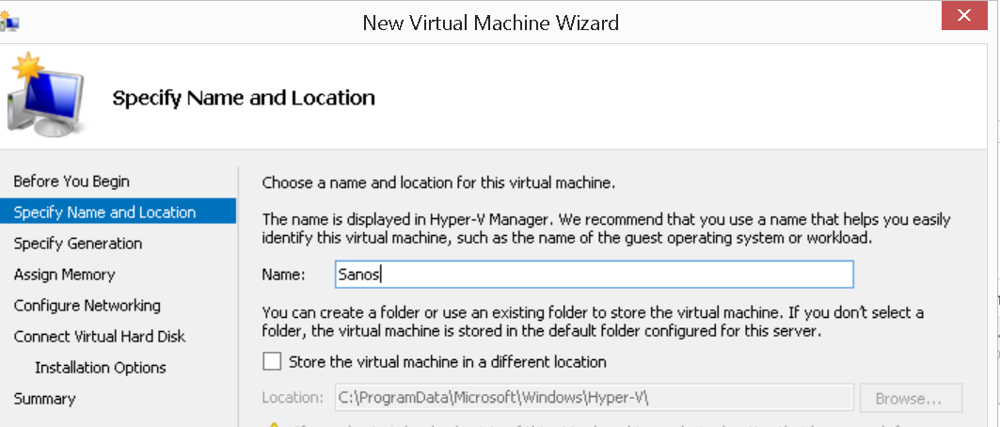 New Virtual Machine Wizard
Specify Name and Location
Before You Begin
Specify Name and Location
Specify Generation
Assign Memory
Configure Networking
Connect Virtual Hard Disk
Installation Options
Summary
Choose a name and location for this virtual machine.
The name is displayed in Hyper-V Manager. We recommend that you use a name that helps you easily
identify this virtual machine, such as the name of the guest operating system or workload.
Name: Sanos
You can create a folder or use an existing folder to store the virtual machine. If you don't select a
folder, the virtual machine is stored in the default folder configured for this server.
Store the virtual machine in a different location
Location: C:\ProgramData\Microsoft\Windows\Hyper-V\ Browse...